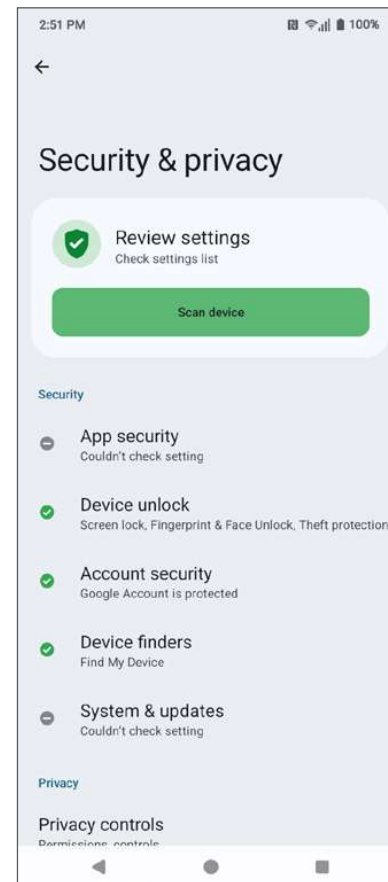 2:51 PM 100%
Security & privacy
Review settings
Check settings list
Scan device
Security
App security
Couldn't check setting
Device unlock
Screen lock, Fingerprint & Face Unlock, Theft protection
Account security
Google Account is protected
Device finders
Find My Device
System & updates
Couldn't check setting
Privacy
Privacy controls
Permissions, controls